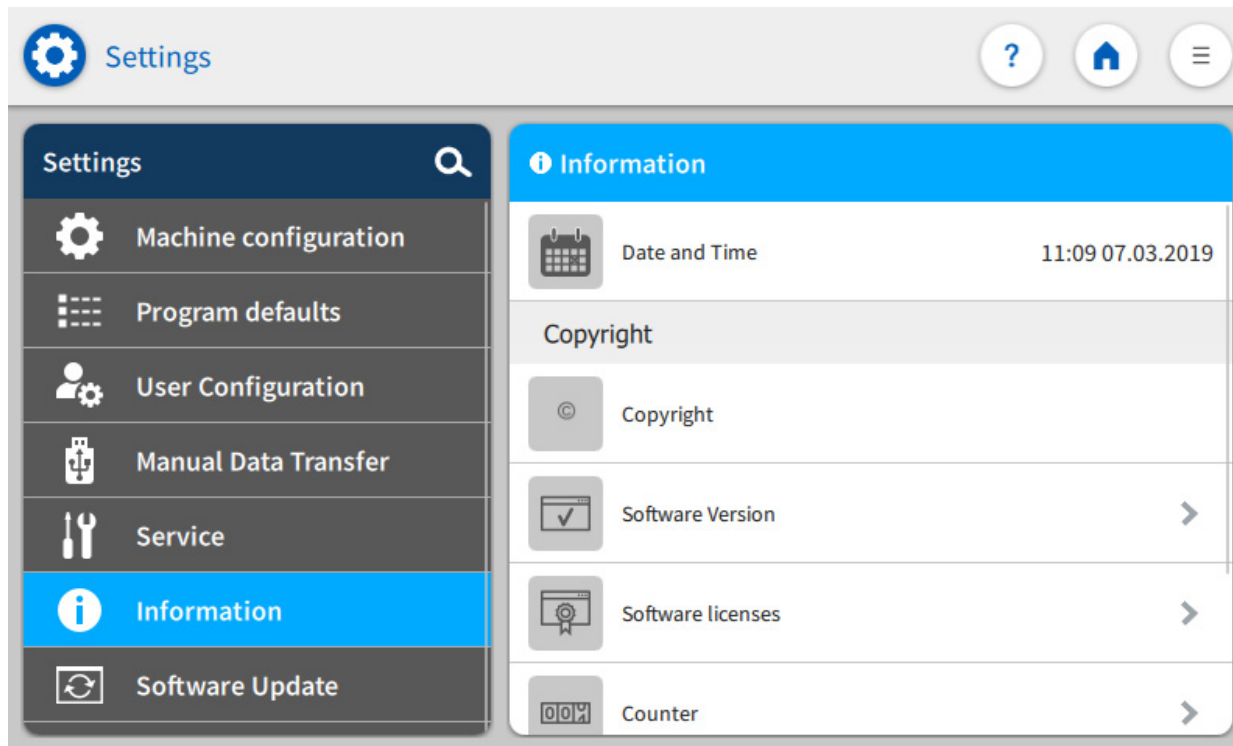 Settings
?
Settings
Machine configuration
Program defaults
User Configuration
Manual Data Transfer
Service
Information
Software Update
Information
Date and Time 11:09 07.03.2019
Copyright
© Copyright
Software Version
Software licenses
Counter